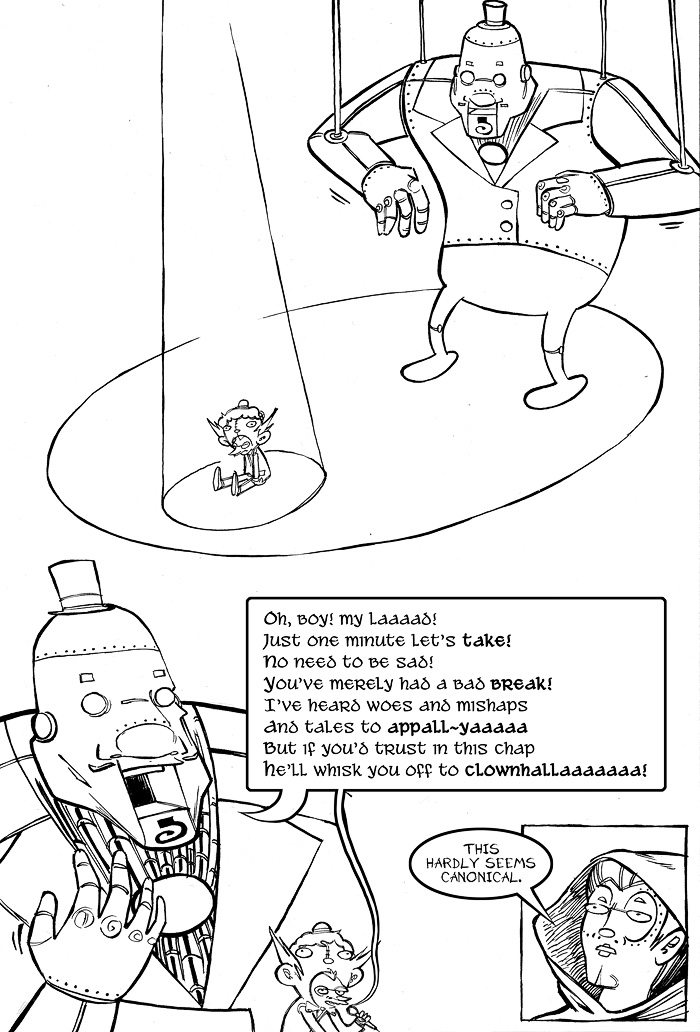 Oh, boy! my Laaaad!
Just one minute let's take!
No need to be sad!
You've merely had a bad break!
I've heard woes and mishaps
and tales to appall~yaaaaa
But if you'd trust in this chap
he'll whisk you off to clownhallaaaaaaa!
THIS
HARDLY SEEMS
CANONICAL.